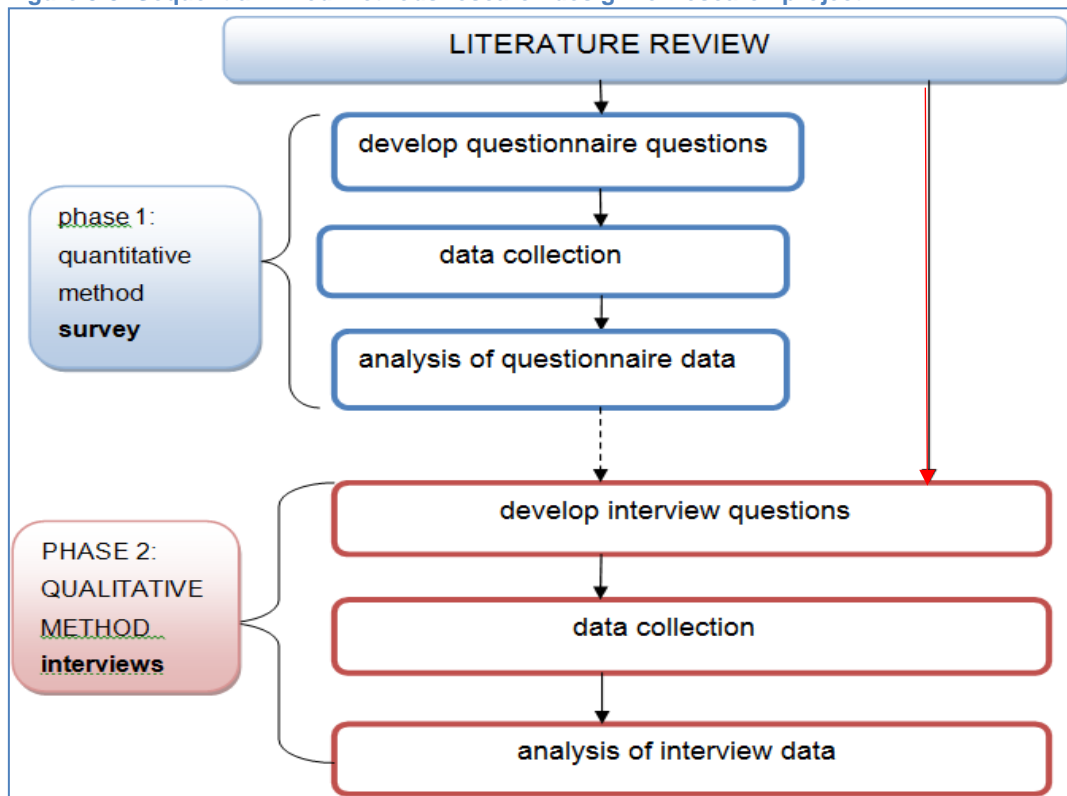 LITERATURE REVIEW
develop questionnaire questions
phase 1:
quantitative
method
survey
data collection
analysis of questionnaire data
develop interview questions
PHASE 2:
QUALITATIVE
METHOD
interviews
data collection
analysis of interview data